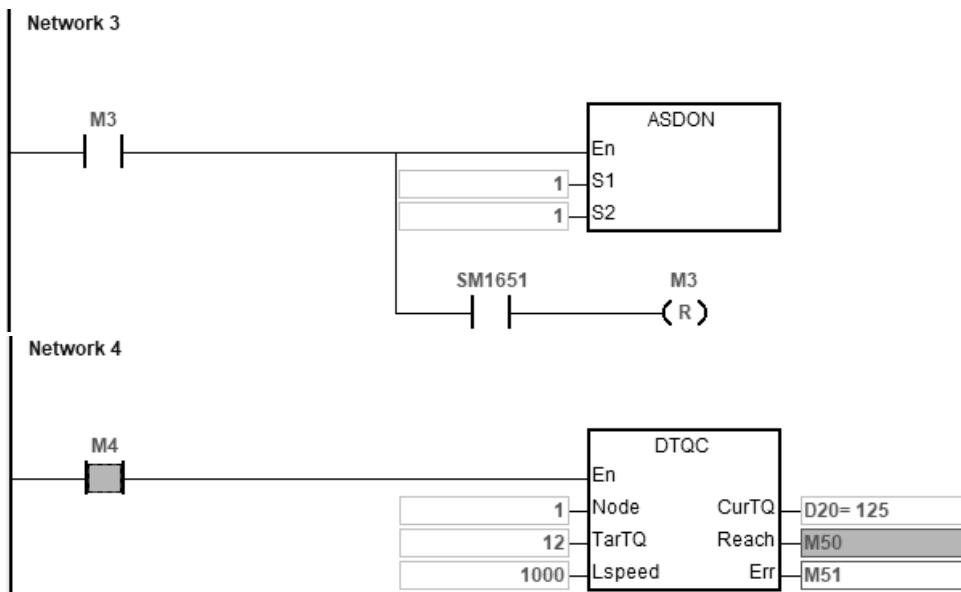 Network 3
M3
ASDON
En
1 S1
1 S2
SM1651 M3
R
Network 4
M4
DTQC
En
1 Node CurTQ D20= 125
12 TarTQ Reach M50
1000 Lspeed Err M51